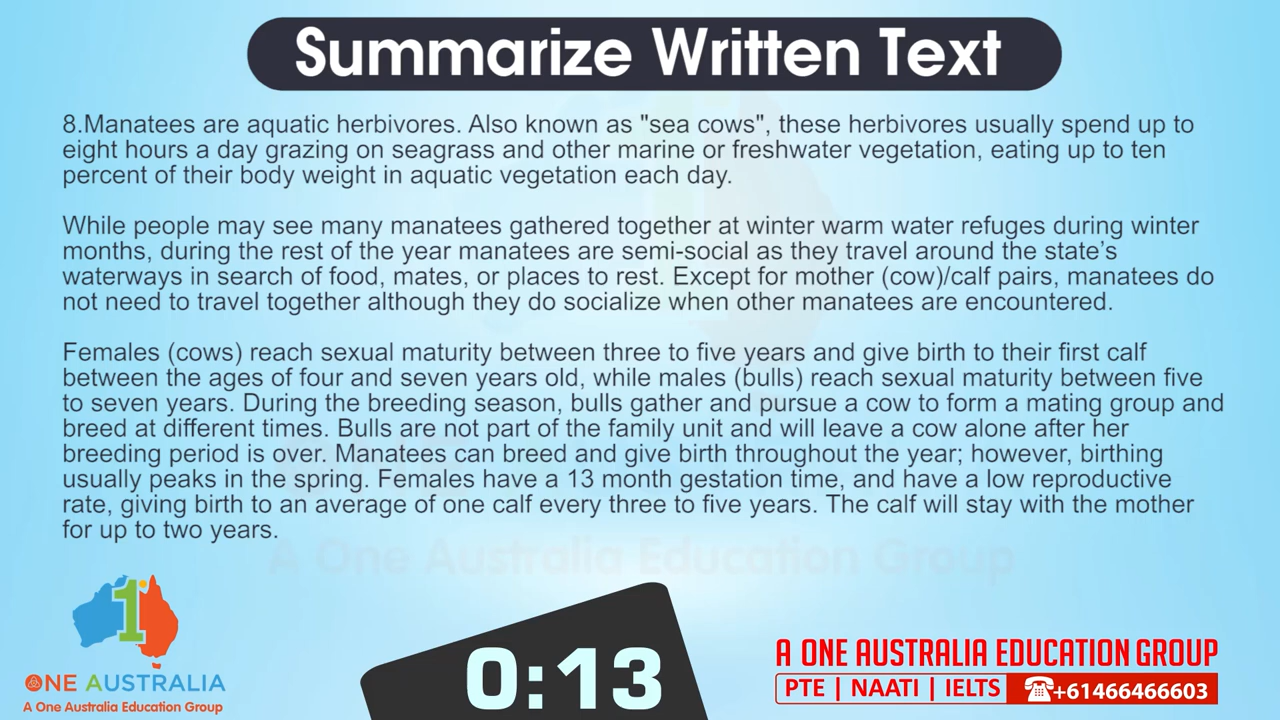 Summarize Written Text
8.Manatees are aquatic herbivores. Also known as "sea cows", these herbivores usually spend up to
eight hours a day grazing on seagrass and other marine or freshwater vegetation, eating up to ten
percent of their body weight in aquatic vegetation each day.
While people may see many manatees gathered together at winter warm water refuges during winter
months, during the rest of the year manatees are semi-social as they travel around the state’s
waterways in search of food, mates, or places to rest. Except for mother (cow)/calf pairs, manatees do
not need to travel together although they do socialize when other manatees are encountered.
Females (cows) reach sexual maturity between three to five years and give birth to their first calf
between the ages of four and seven years old, while males (bulls) reach sexual maturity between five
to seven years. During the breeding season, bulls gather and pursue a cow to form a mating group and
breed at different times. Bulls are not part of the family unit and will leave a cow alone after her
breeding period is over. Manatees can breed and give birth throughout the year; however, birthing
usually peaks in the spring. Females have a 13 month gestation time, and have a low reproductive
rate, giving birth to an average of one calf every three to five years. The calf will stay with the mother
for up to two years.
A One Australia Education Group
1
ONE AUSTRALIA
A One Australia Education Group
0:13
A ONE AUSTRALIA EDUCATION GROUP
PTE | NAATI | IELTS +61466466603